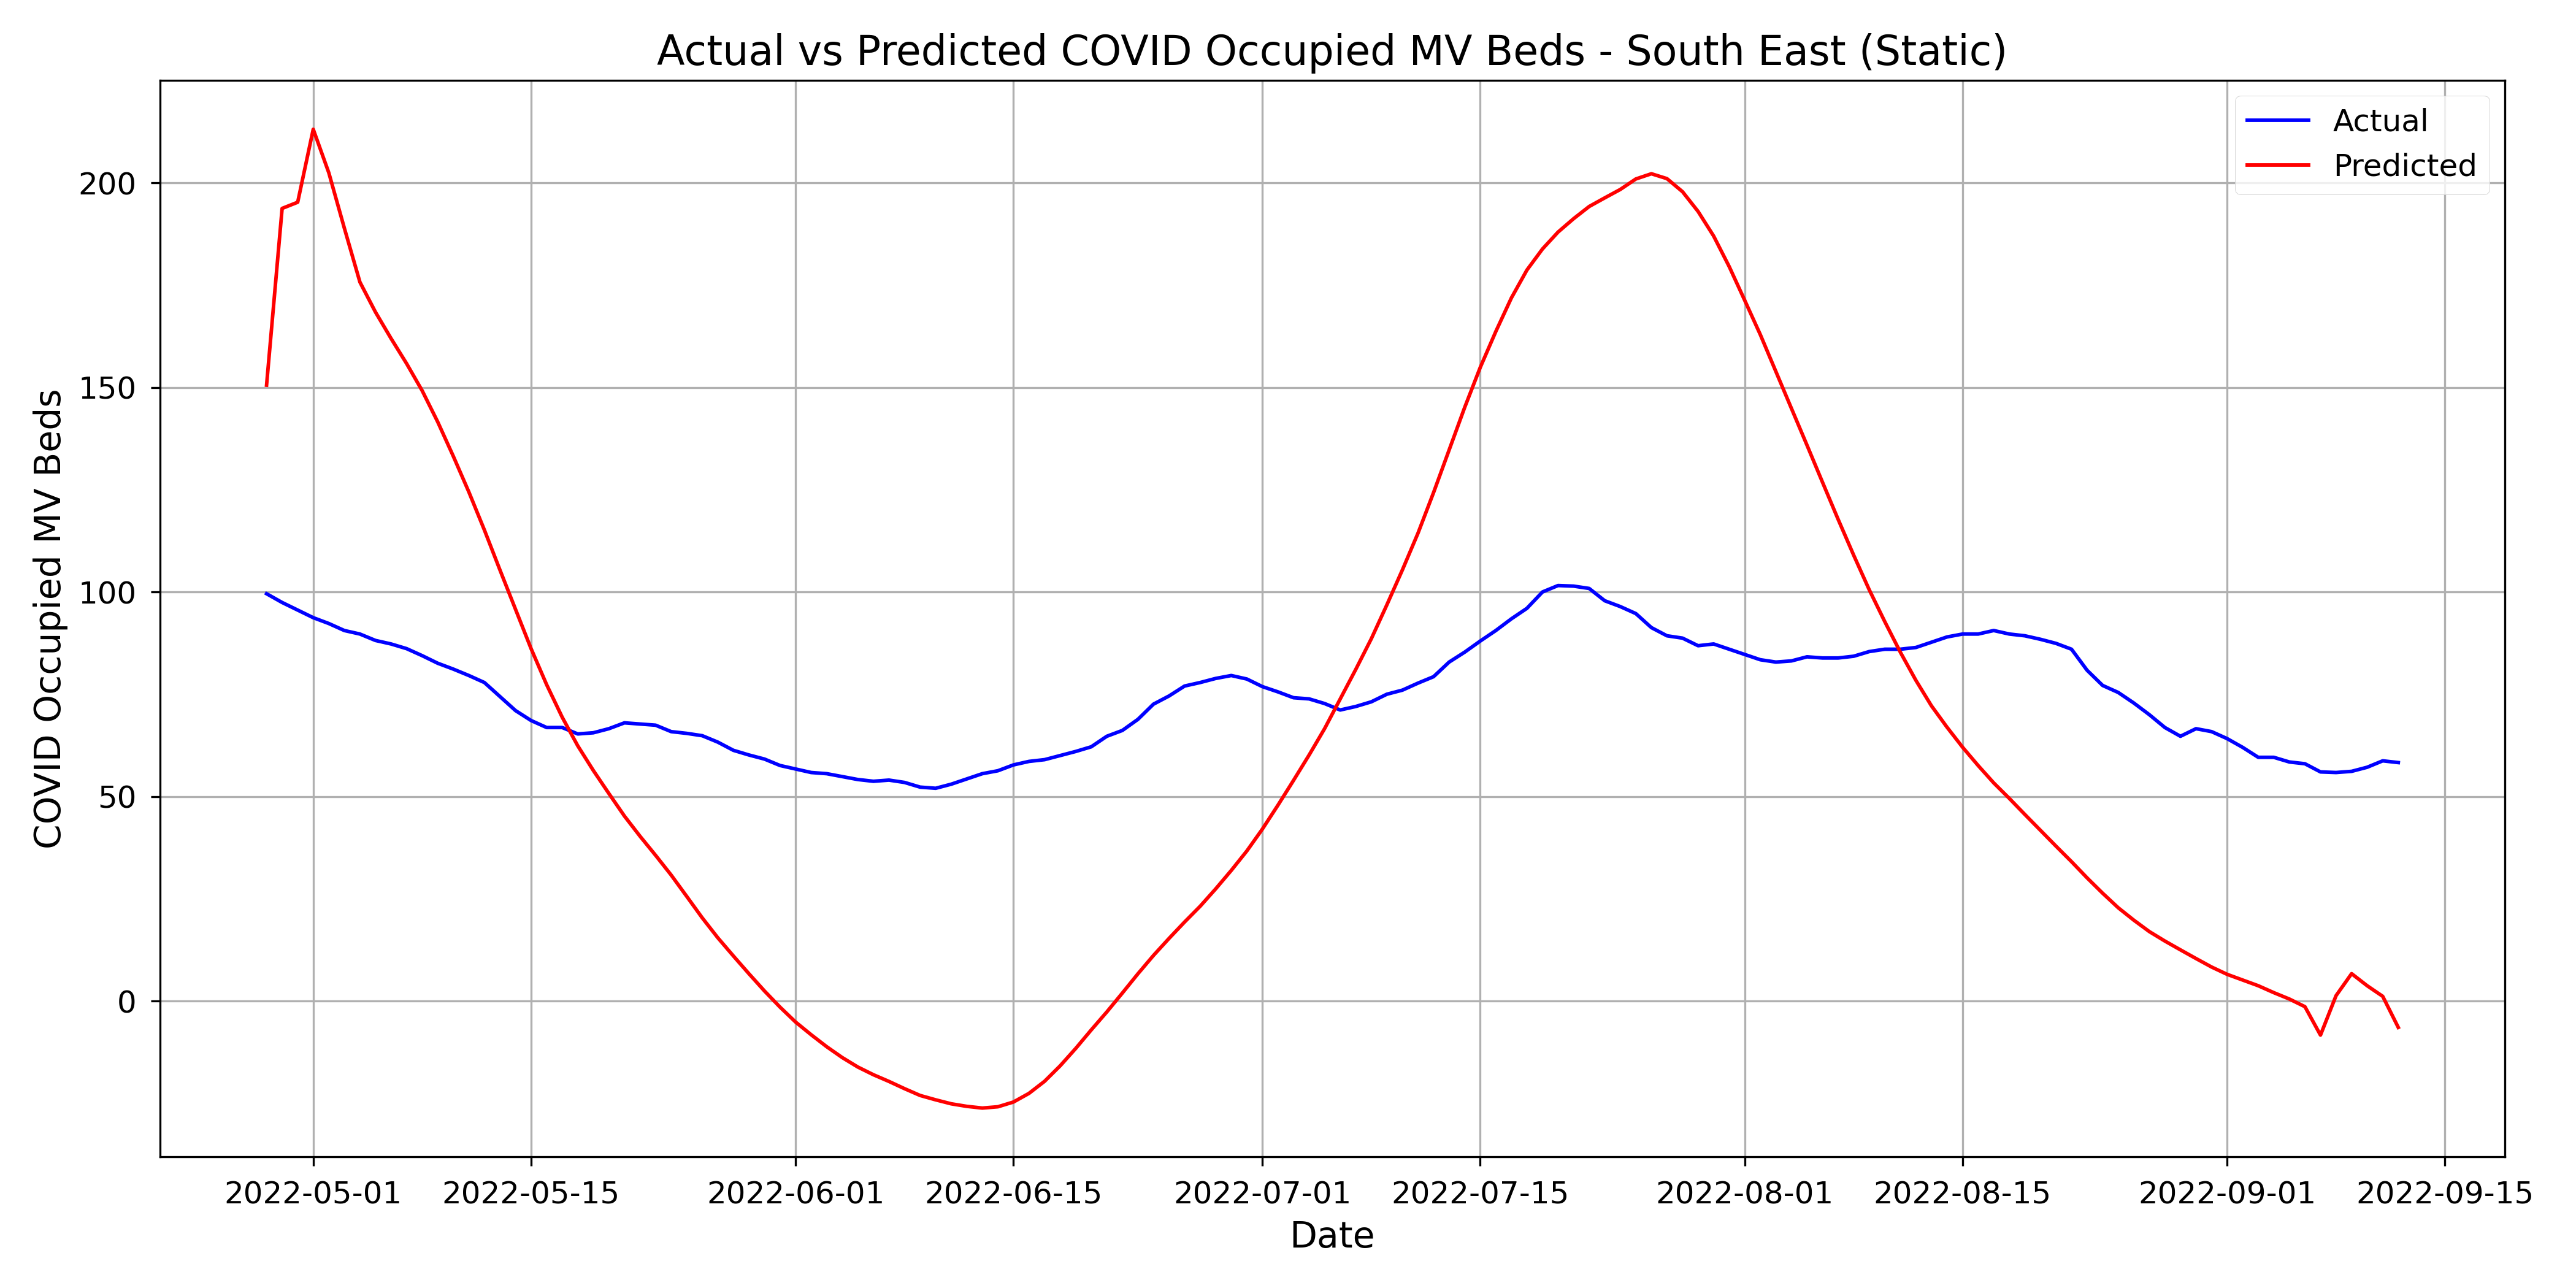 Actual vs Predicted COVID Occupied MV Beds - South East (Static)
Actual
Predicted
COVID Occupied MV Beds
200
150
100
50
0
2022-05-01 2022-05-15 2022-06-01 2022-06-15 2022-07-01 2022-07-15 2022-08-01 2022-08-15 2022-09-01 2022-09-15
Date